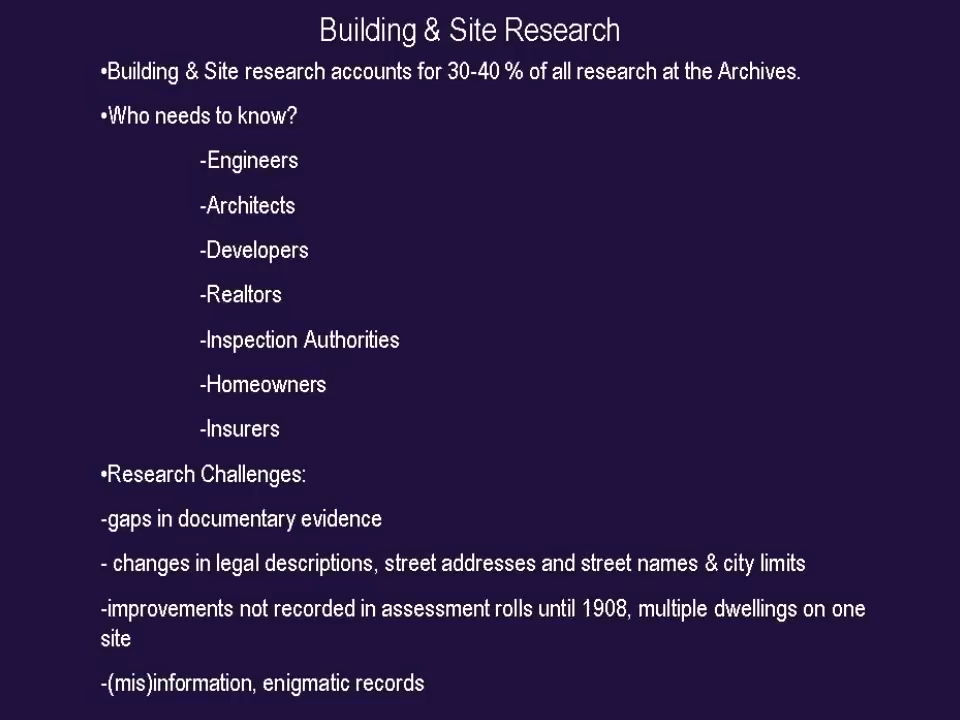 Building & Site Research
•Building & Site research accounts for 30-40 % of all research at the Archives.
•Who needs to know?
-Engineers
-Architects
-Developers
-Realtors
-Inspection Authorities
-Homeowners
-Insurers
•Research Challenges:
-gaps in documentary evidence
- changes in legal descriptions, street addresses and street names & city limits
-improvements not recorded in assessment rolls until 1908, multiple dwellings on one
site
-(mis)information, enigmatic records